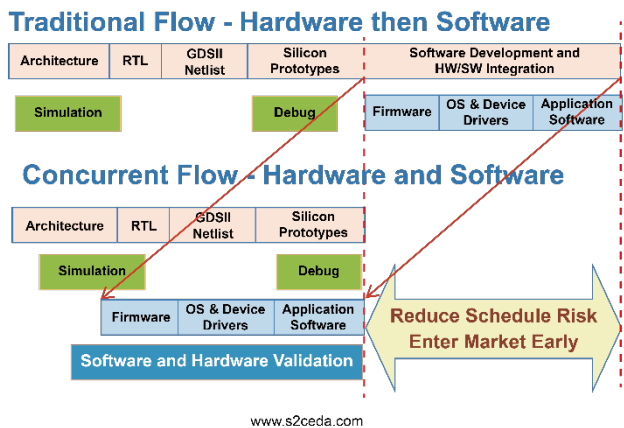 Traditional Flow - Hardware then Software
Architecture
RTL
GDSII
Netlist
Silicon
Prototypes
Software Development and
HW/SW Integration
Simulation
Debug
Firmware
OS & Device
Drivers
Application
Software
Concurrent Flow - Hardware and Software
Architecture
RTL
GDSII
Netlist
Silicon
Prototypes
Simulation
Debug
Firmware
OS & Device
Drivers
Application
Software
Software and Hardware Validation
Reduce Schedule Risk
Enter Market Early
www.s2ceda.com